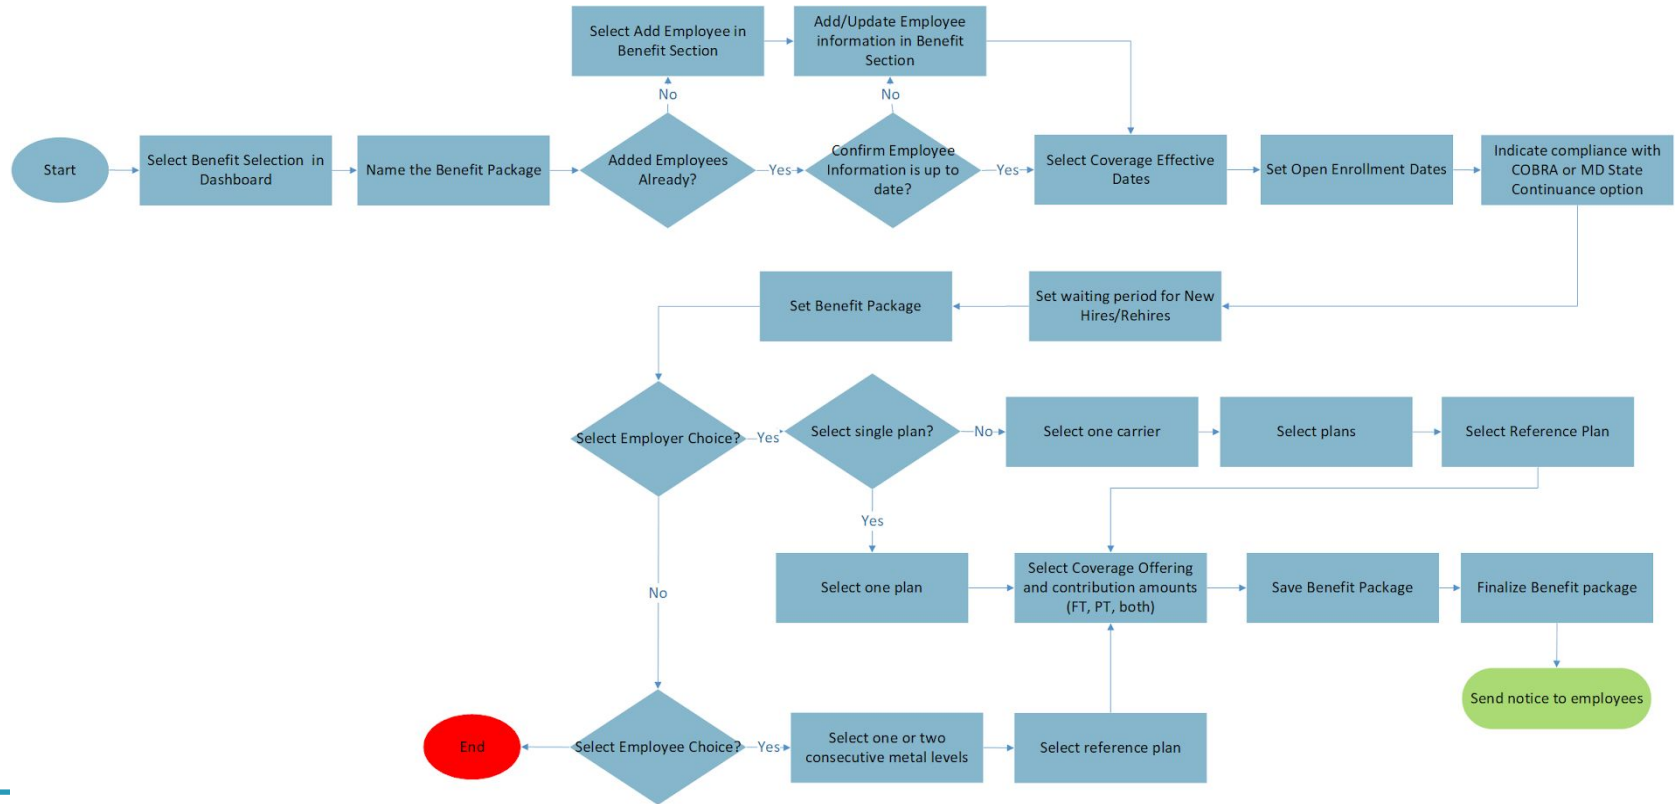 Select Add Employee in
Benefit Section
Add/Update Employee
information in Benefit
Section
No
No
Start
Select Benefit Selection in
Dashboard
Name the Benefit Package
Added Employees
Already?
Yes
Confirm Employee
Information is up to
date?
Yes
Select Coverage Effective
Dates
Set Open Enrollment Dates
Indicate compliance with
COBRA or MD State
Continuance option
Set Benefit Package
Set waiting period for New
Hires/Rehires
Select Employer Choice?
Yes
Select single plan?
No
Select one carrier
Select plans
Select Reference Plan
Yes
No
Select one plan
Select Coverage Offering
and contribution amounts
(FT, PT, both)
Save Benefit Package
Finalize Benefit package
Send notice to employees
End
Select Employee Choice?
Yes
Select one or two
consecutive metal levels
Select reference plan